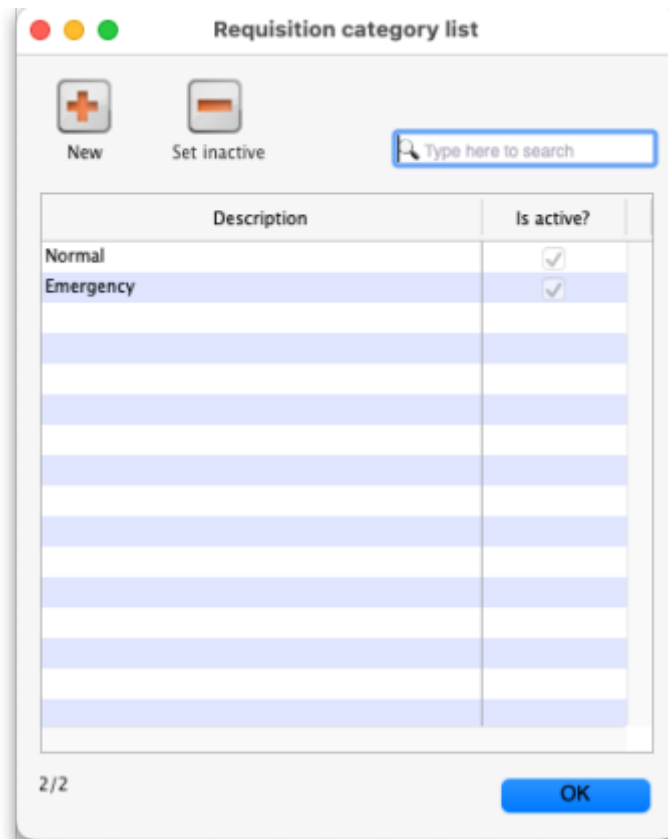 Requisition category list
New
Set inactive
Type here to search
Description
Is active?
Normal
Emergency
2/2
OK